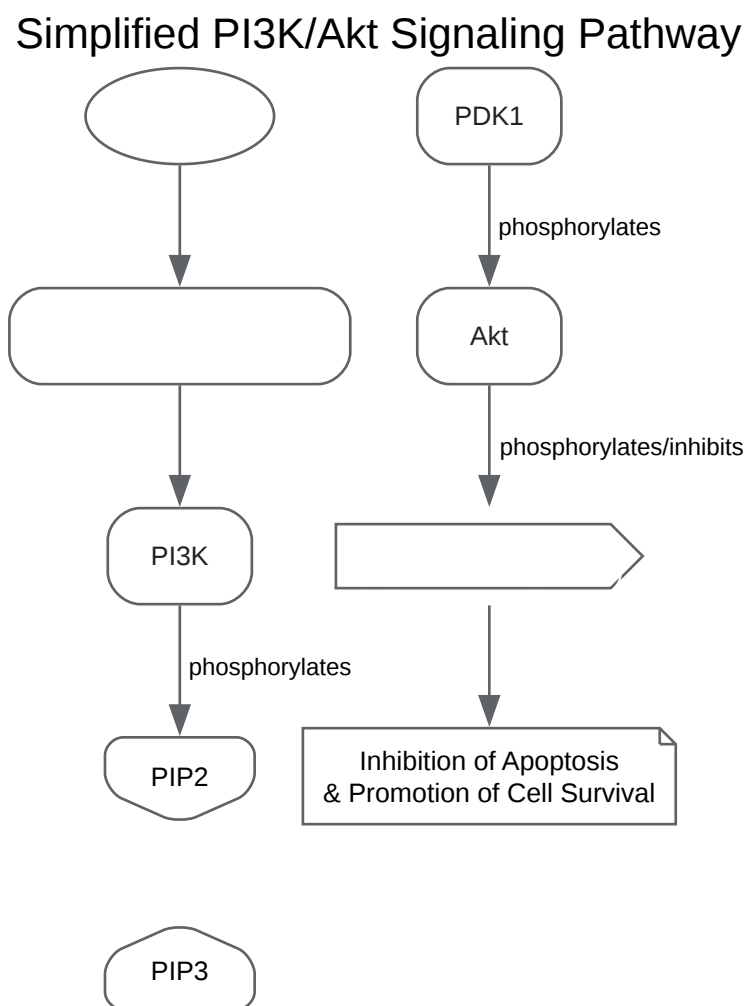 Simplified PI3K/Akt Signaling Pathway
PDK1
phosphorylates
Akt
phosphorylates/inhibits
PI3K
phosphorylates
PIP2
Inhibition of Apoptosis
& Promotion of Cell Survival
PIP3